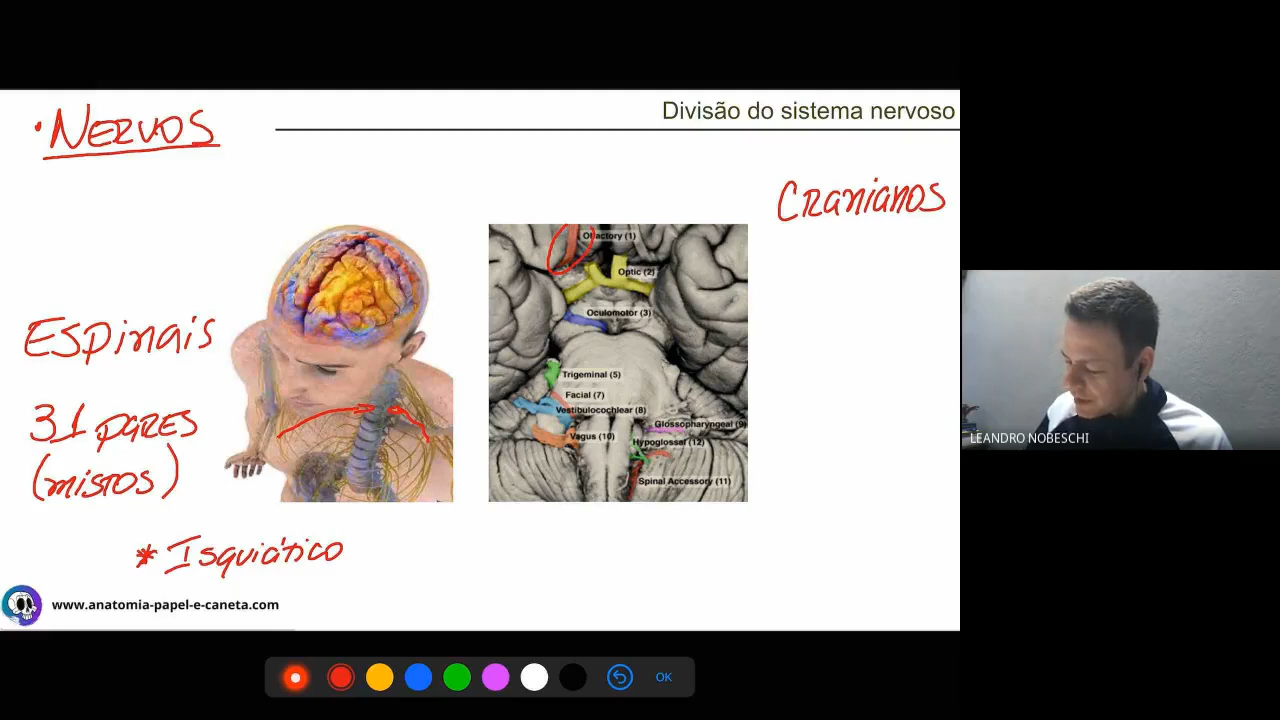 Divisão do sistema nervoso
• NERVOS
CRANIANOS
Olfactory (1)
Optic (2)
Oculomotor (3)
Trigeminal (5)
Facial (7)
Vestibulocochlear (8)
Glossopharyngeal (9)
Vagus (10)
Hypoglossal (12)
Spinal Accessory (11)
ESpinais
31 pares
(mistos)
* Isquiático
www.anatomia-papel-e-caneta.com
LEANDRO NOBESCHI
OK